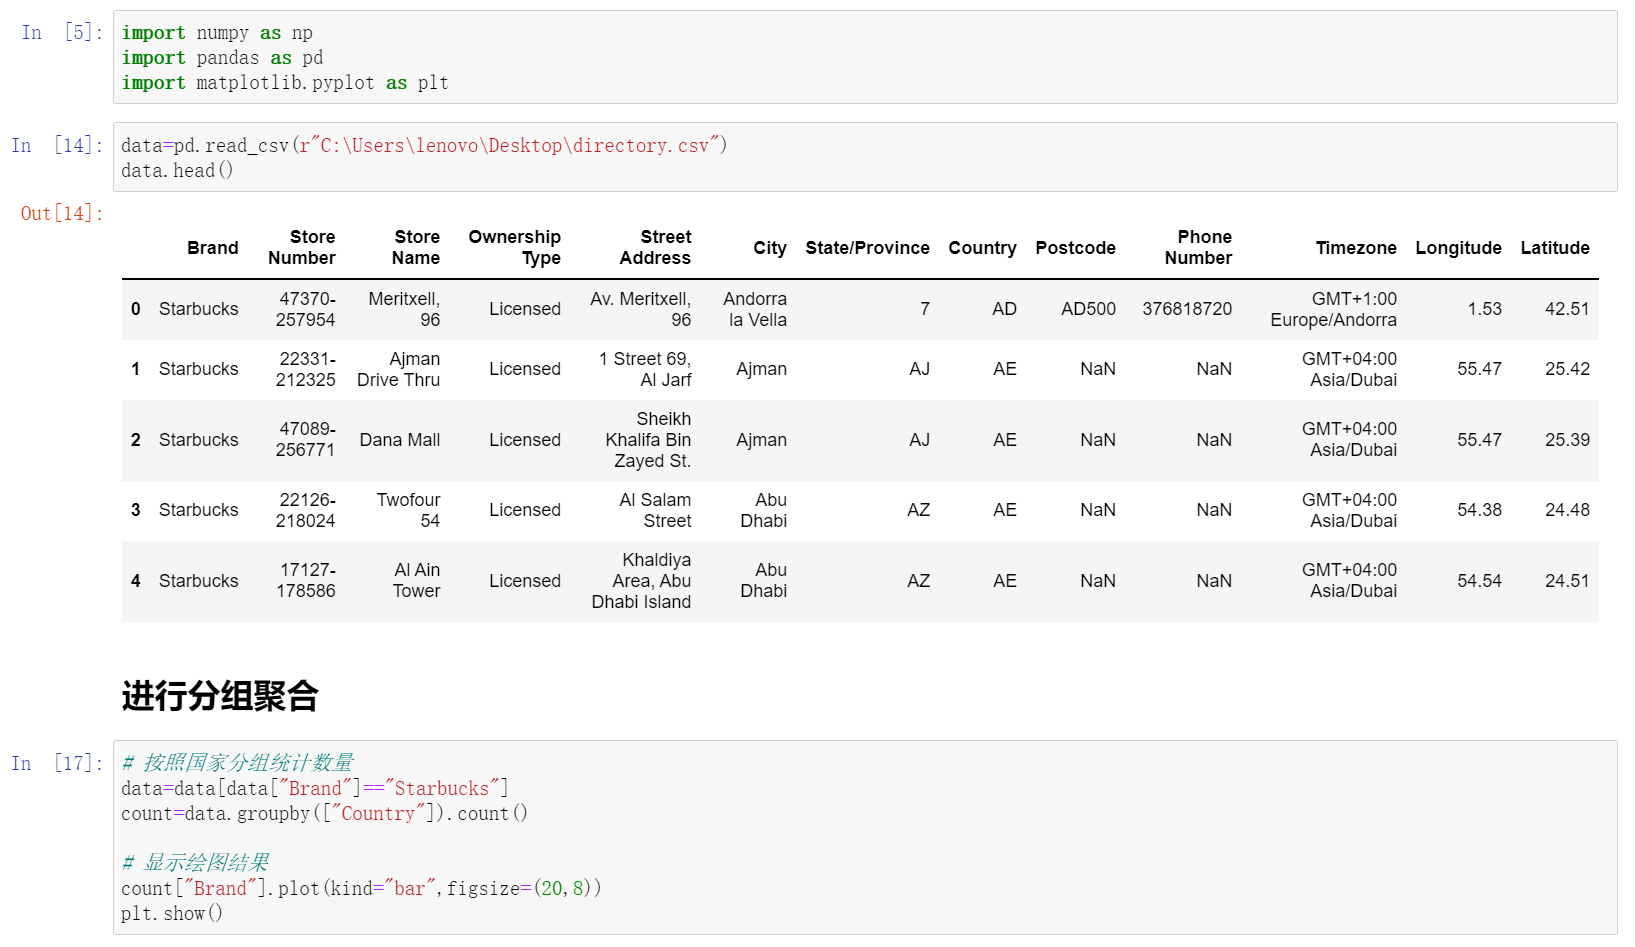 In [5]: import numpy as np
import pandas as pd
import matplotlib.pyplot as plt
In [14]: data=pd.read_csv(r"C:\Users\lenovo\Desktop\directory.csv")
data.head()
Out[14]:
Brand Store Number Store Name Ownership Type Street Address City State/Province Country Postcode Phone Number Timezone Longitude Latitude
0 Starbucks 47370-257954 Meritxell, 96 Licensed Av. Meritxell, 96 Andorra la Vella 7 AD AD500 376818720 GMT+1:00 Europe/Andorra 1.53 42.51
1 Starbucks 22331-212325 Ajman Drive Thru Licensed 1 Street 69, Al Jarf Ajman AJ AE NaN NaN GMT+04:00 Asia/Dubai 55.47 25.42
2 Starbucks 47089-256771 Dana Mall Licensed Sheikh Khalifa Bin Zayed St. Ajman AJ AE NaN NaN GMT+04:00 Asia/Dubai 55.47 25.39
3 Starbucks 22126-218024 Twofour 54 Licensed Al Salam Street Abu Dhabi AZ AE NaN NaN GMT+04:00 Asia/Dubai 54.38 24.48
4 Starbucks 17127-178586 Al Ain Tower Licensed Khaldiya Area, Abu Dhabi Island Abu Dhabi AZ AE NaN NaN GMT+04:00 Asia/Dubai 54.54 24.51
进行分组聚合
In [17]: # 按照国家分组统计数量
data=data[data["Brand"]=="Starbucks"]
count=data.groupby(["Country"]).count()
# 显示绘图结果
count["Brand"].plot(kind="bar",figsize=(20,8))
plt.show()